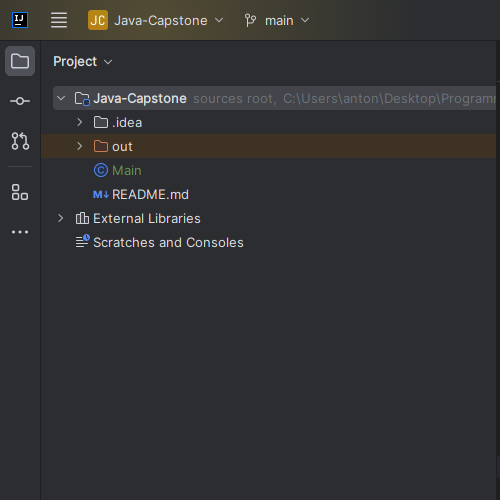 IJ JC Java-Capstone main
Project
Java-Capstone sources root, C:\Users\anton\Desktop\Programm
.idea
out
C Main
M↓ README.md
External Libraries
Scratches and Consoles